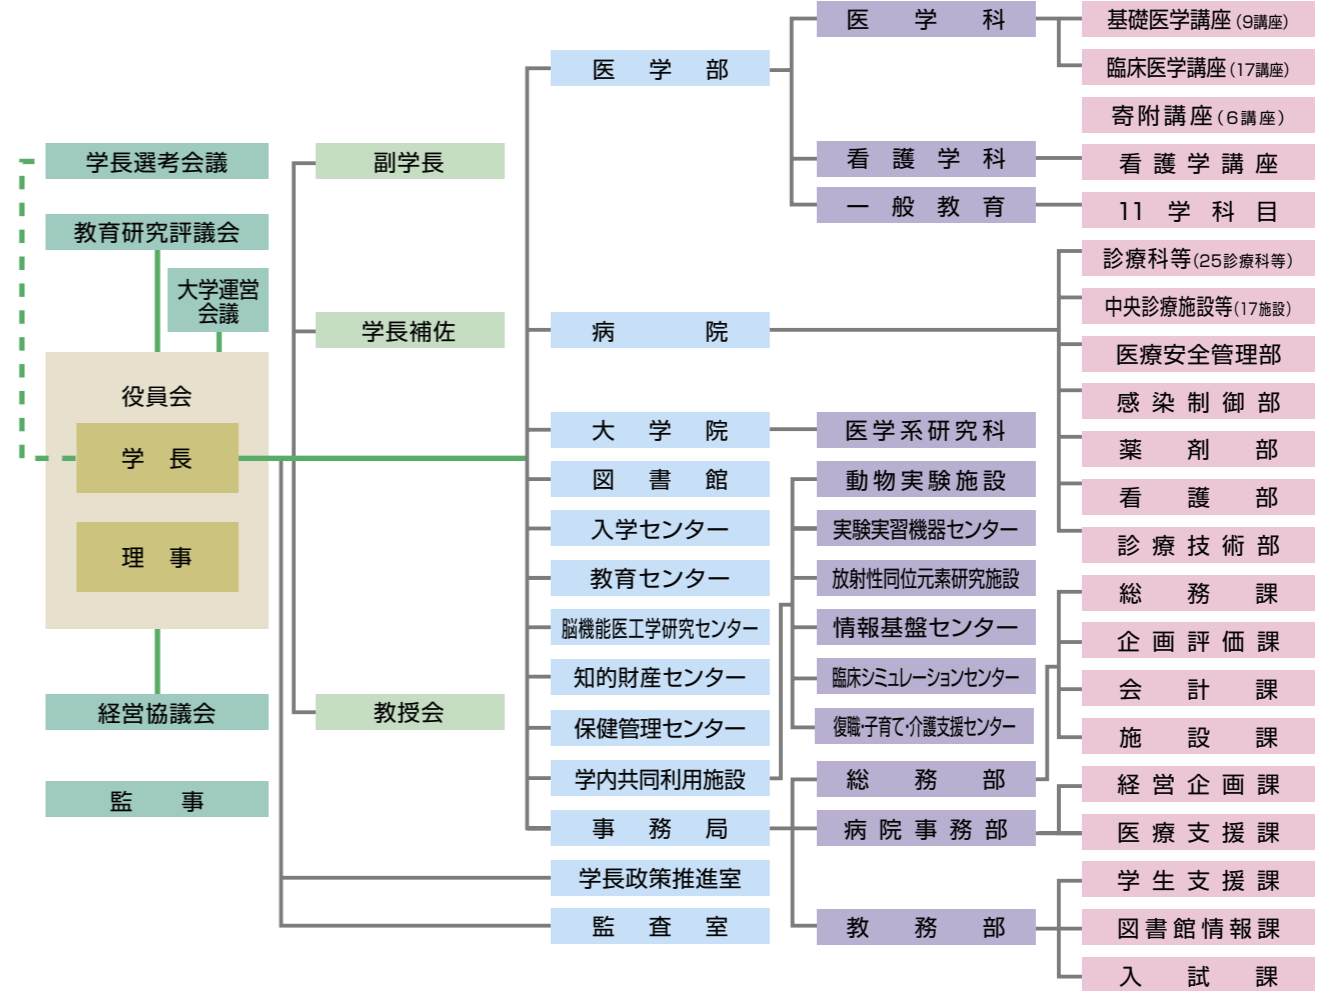 学長選考会議
教育研究評議会
大学運営
会議
役員会
学長
理事
経営協議会
監事
副学長
学長補佐
教授会
医学部
病院
大学院
図書館
入学センター
教育センター
脳機能医工学研究センター
知的財産センター
保健管理センター
学内共同利用施設
事務局
学長政策推進室
監査室
医学科
看護学科
一般教育
医学系研究科
動物実験施設
実験実習機器センター
放射性同位元素研究施設
情報基盤センター
臨床シミュレーションセンター
復職・子育て・介護支援センター
総務部
病院事務部
教務部
基礎医学講座(9講座)
臨床医学講座(17講座)
寄附講座(6講座)
看護学講座
11学科目
診療科等(25診療科等)
中央診療施設等(17施設)
医療安全管理部
感染制御部
薬剤部
看護部
診療技術部
総務課
企画評価課
会計課
施設課
経営企画課
医療支援課
学生支援課
図書館情報課
入試課